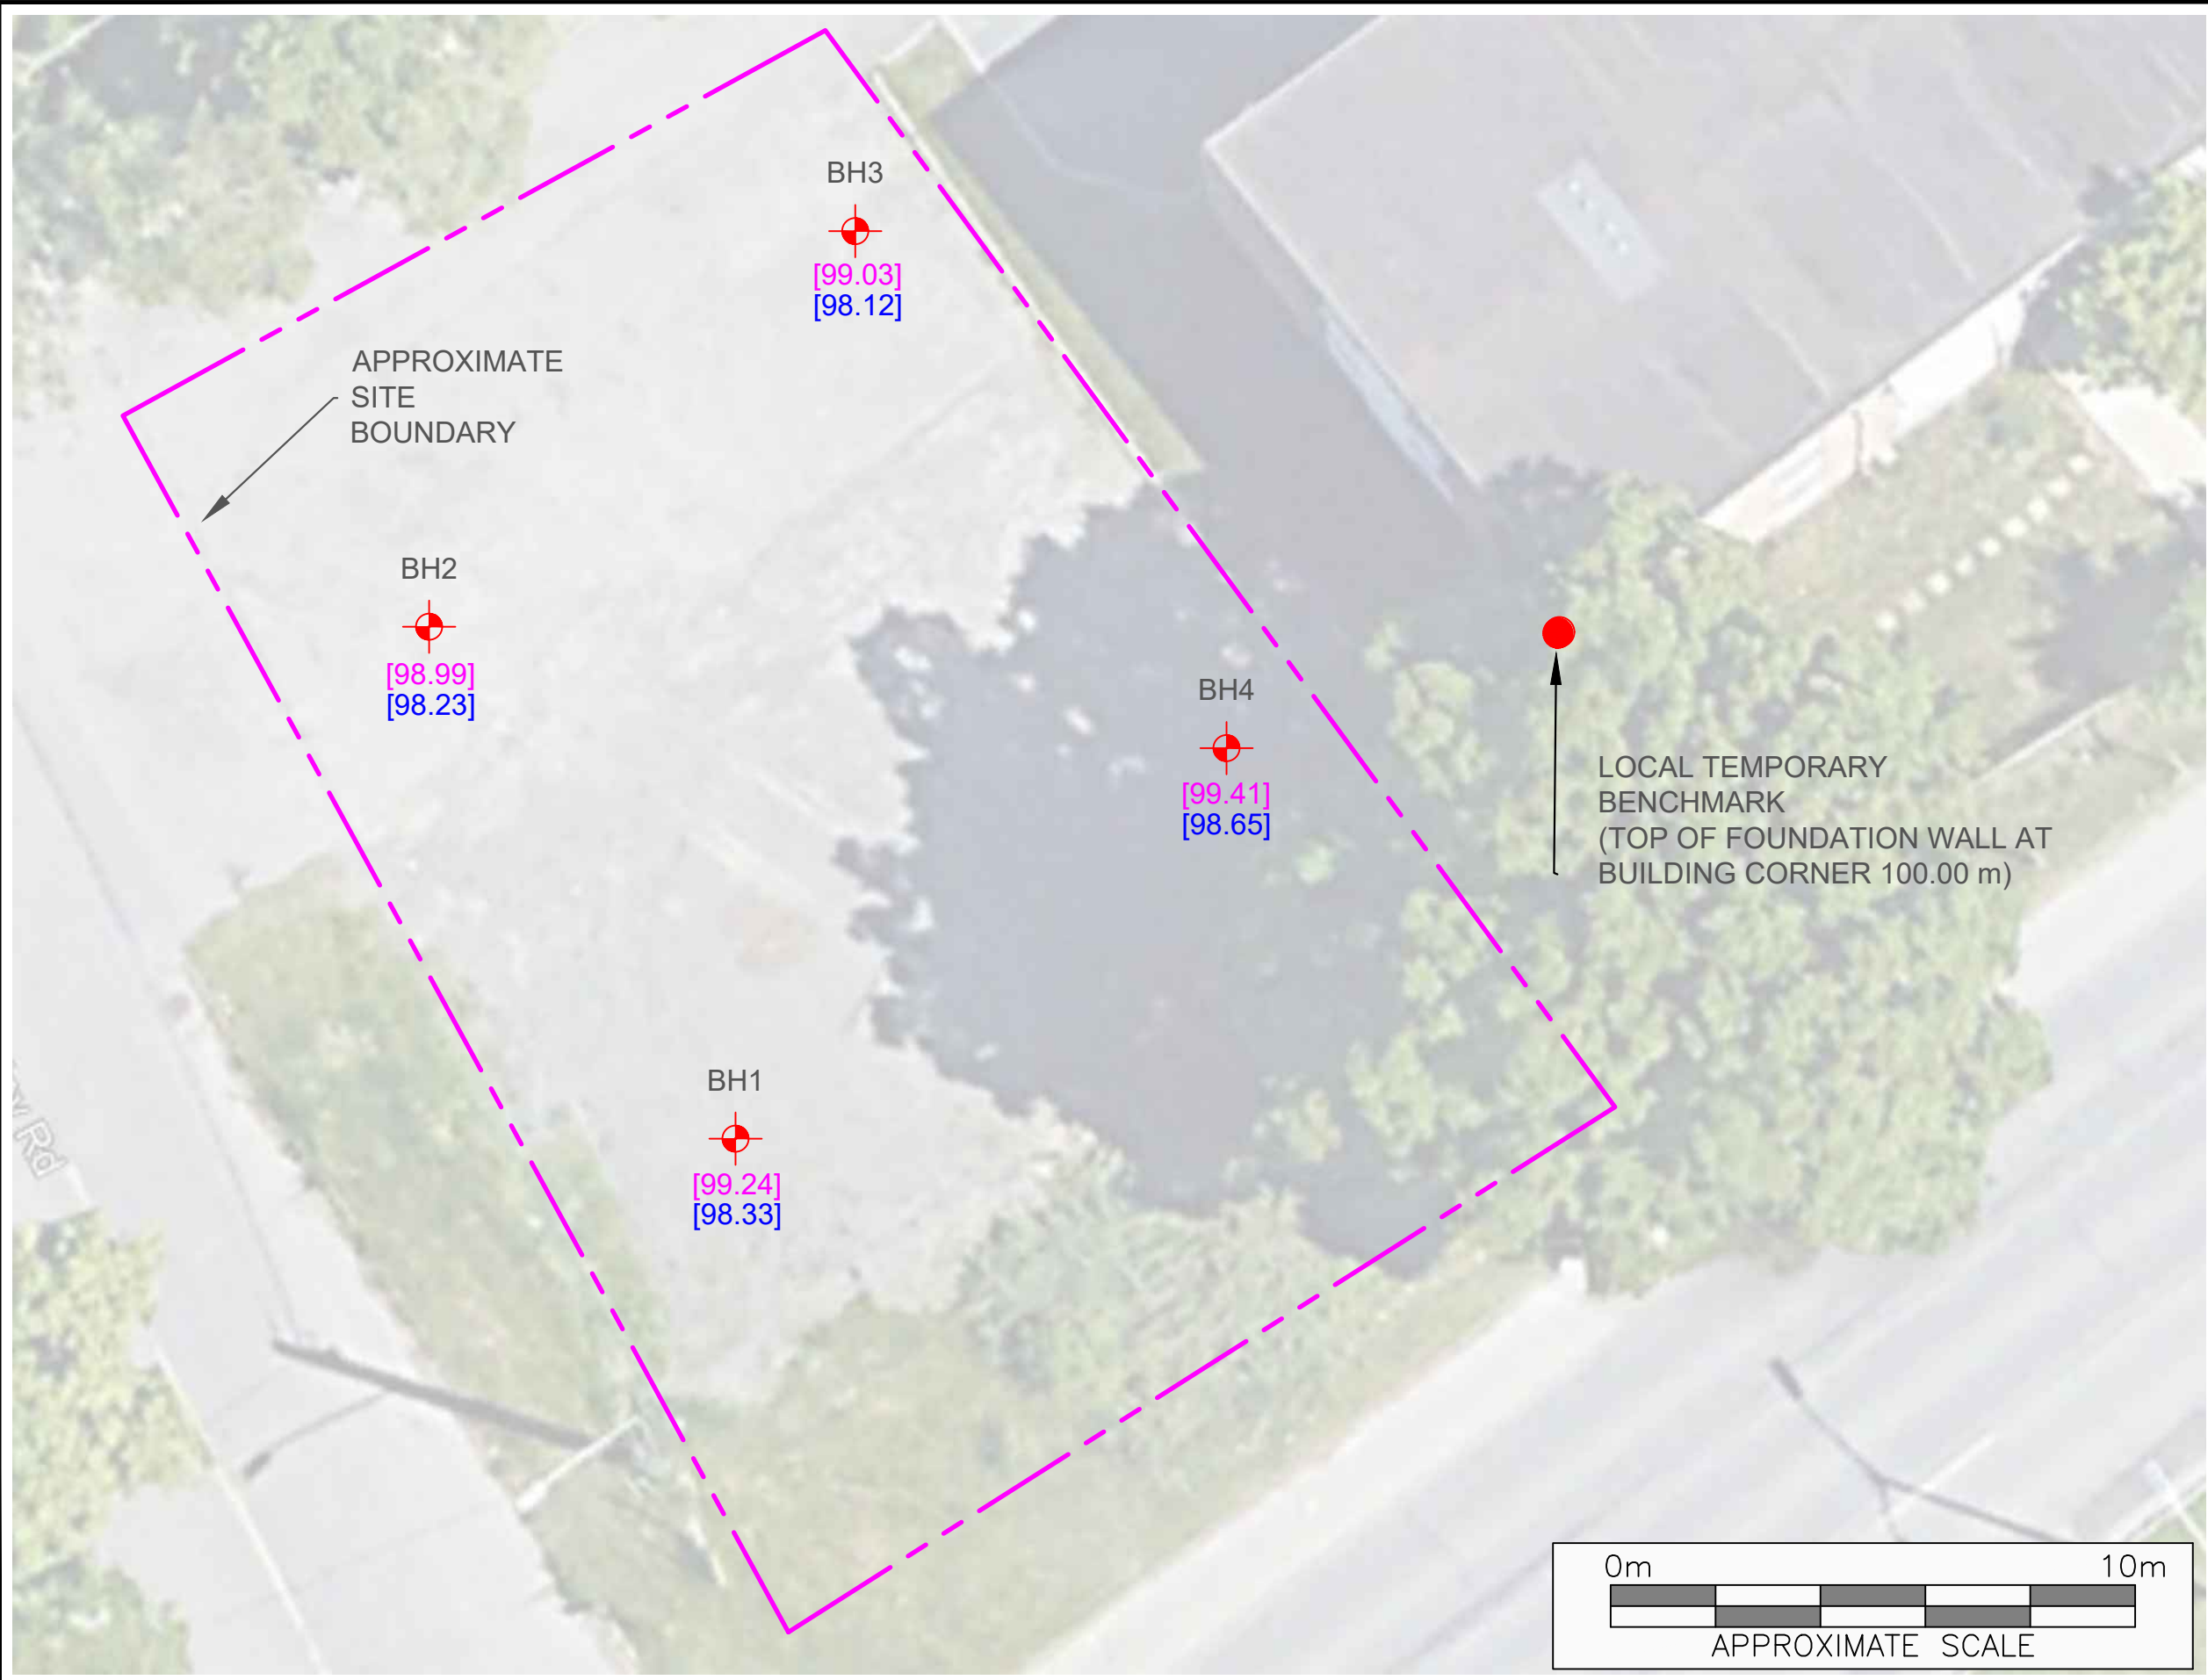 BH3
[99.03]
[98.12]
APPROXIMATE
SITE
BOUNDARY
BH2
[98.99]
[98.23]
BH4
[99.41]
[98.65]
LOCAL TEMPORARY
BENCHMARK
(TOP OF FOUNDATION WALL AT
BUILDING CORNER 100.00 m)
BH1
[99.24]
[98.33]
Rd
0m 10m
APPROXIMATE SCALE